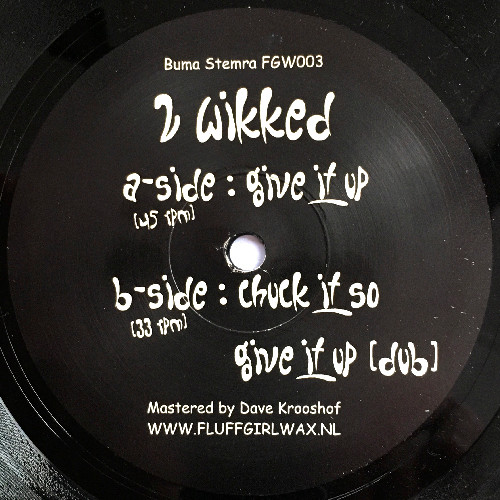 Buma Stemra FGW003
2 wikked
a-side : give it up
[45 rpm]
b-side : chuck it so
[33 rpm]
give it up [dub]
Mastered by Dave Krooshof
WWW.FLUFFGIRLWAX.NL